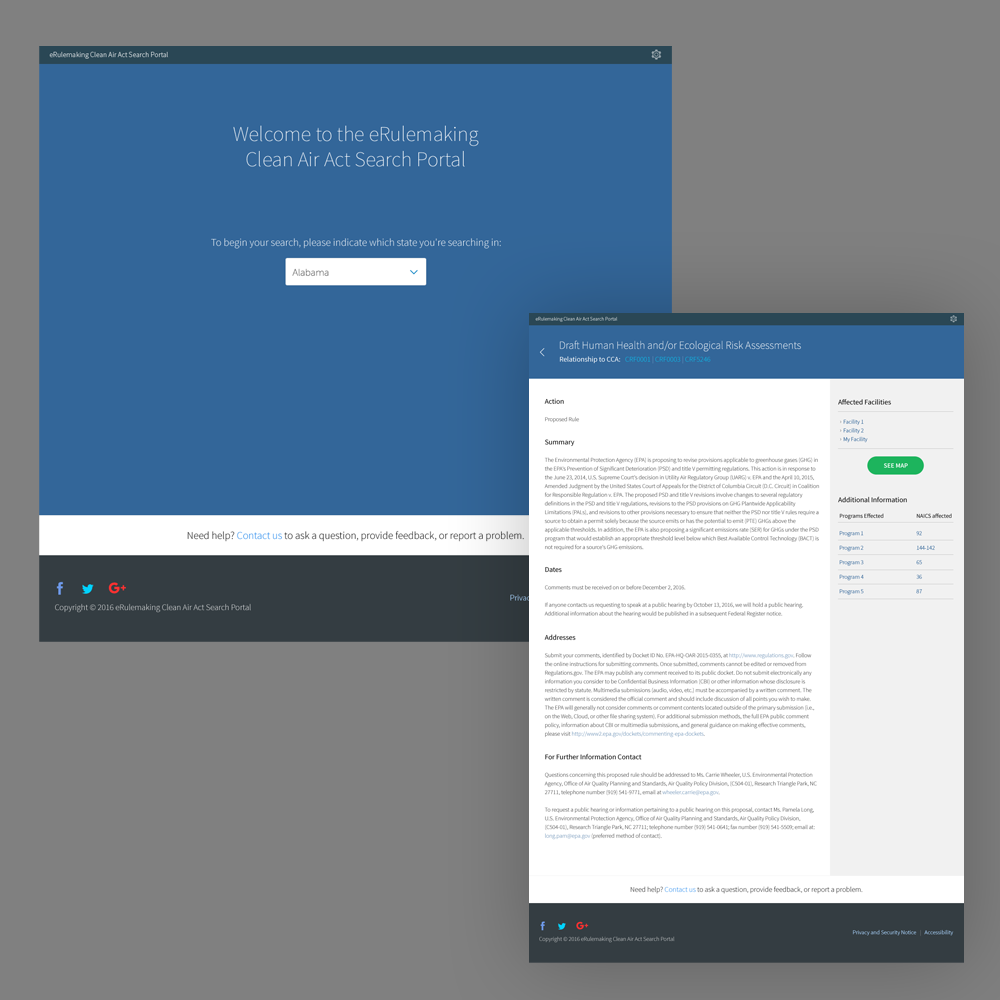 eRulemaking Clean Air Act Search Portal
Welcome to the eRulemaking
Clean Air Act Search Portal
To begin your search, please indicate which state you're searching in:
Alabama
Need help? Contact us to ask a question, provide feedback, or report a problem.
Copyright © 2016 eRulemaking Clean Air Act Search Portal
eRulemaking Clean Air Act Search Portal
Draft Human Health and/or Ecological Risk Assessments
Relationship to CCA: CRF0001 | CRF0003 | CRF3246
Action
Proposed Rule
Summary
The Environmental Protection Agency (EPA) is proposing to revise provisions applicable to greenhouse gases (GHG) in
the EPA's Prevention of Significant Deterioration (PSD) and title V permitting regulations. This action is in response to
the June 23, 2014, U.S. Supreme Court's decision in Utility Air Regulatory Group (UARG) v. EPA and the April 10, 2015,
Amended Judgment by the United States Court of Appeals for the District of Columbia Circuit (D.C. Circuit) in Coalition
for Responsible Regulation v. EPA. The proposed PSD and title V revisions involve changes to several regulatory
definitions in the PSD and title V regulations, revisions to the PSD provisions on GHG Plantwide Applicability
Limitations (PALs), and revisions to other provisions necessary to ensure that neither the PSD nor title V rules require a
source to obtain a permit solely because the source emits or has the potential to emit (PTE) GHGs above the
applicable thresholds. In addition, the EPA is also proposing a significant emissions rate (SER) for GHGs under the PSD
program that would establish an appropriate threshold level below which Best Available Control Technology (BACT) is
not required for a source's GHG emissions.
Dates
Comments must be received on or before December 2, 2016.
If anyone contacts us requesting to speak at a public hearing by October 13, 2016, we will hold a public hearing.
Additional information about the hearing would be published in a subsequent Federal Register notice.
Addresses
Submit your comments, identified by Docket ID No. EPA-HQ-OAR-2015-0355, at http://www.regulations.gov. Follow
the online instructions for submitting comments. Once submitted, comments cannot be edited or removed from
Regulations.gov. The EPA may publish any comment received to its public docket. Do not submit electronically any
information you consider to be Confidential Business Information (CBI) or other information whose disclosure is
restricted by statute. Multimedia submissions (audio, video, etc.) must be accompanied by a written comment. The
written comment is considered the official comment and should include discussion of all points you wish to make.
The EPA will generally not consider comments or comment contents located outside of the primary submission (i.e.,
on the Web, Cloud, or other file sharing system). For additional submission methods, the full EPA public comment
policy, information about CBI or multimedia submissions, and general guidance on making effective comments,
please visit http://www2.epa.gov/dockets/commenting-epa-dockets.
For Further Information Contact
Questions concerning this proposed rule should be addressed to Ms. Carrie Wheeler, U.S. Environmental Protection
Agency, Office of Air Quality Planning and Standards, Air Quality Policy Division, (C504-01), Research Triangle Park, NC
27711, telephone number (919) 541-9771, email at wheeler.carrie@epa.gov.
To request a public hearing or information pertaining to a public hearing on this proposal, contact Ms. Pamela Long,
U.S. Environmental Protection Agency, Office of Air Quality Planning and Standards, Air Quality Policy Division,
(C504-01), Research Triangle Park, NC 27711; telephone number (919) 541-0641; fax number (919) 541-5509; email at:
long.pam@epa.gov (preferred method of contact).
Affected Facilities
Facility 1
Facility 2
My Facility
SEE MAP
Additional Information
Programs Effected NAICS affected
Program 1 92
Program 2 144-142
Program 3 65
Program 4 36
Program 5 87
Need help? Contact us to ask a question, provide feedback, or report a problem.
Copyright © 2016 eRulemaking Clean Air Act Search Portal
Privacy and Security Notice | Accessibility